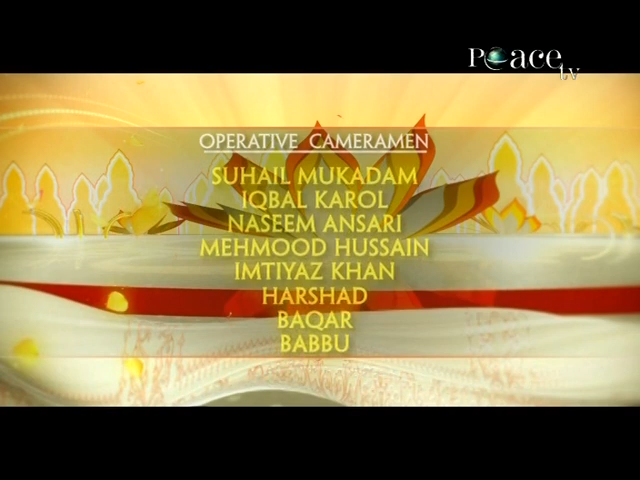 Peace
tv
OPERATIVE CAMERAMEN
SUHAIL MUKADAM
IQBAL KAROL
NASEEM ANSARI
MEHMOOD HUSSAIN
IMTIYAZ KHAN
HARSHAD
BAQAR
BABBU